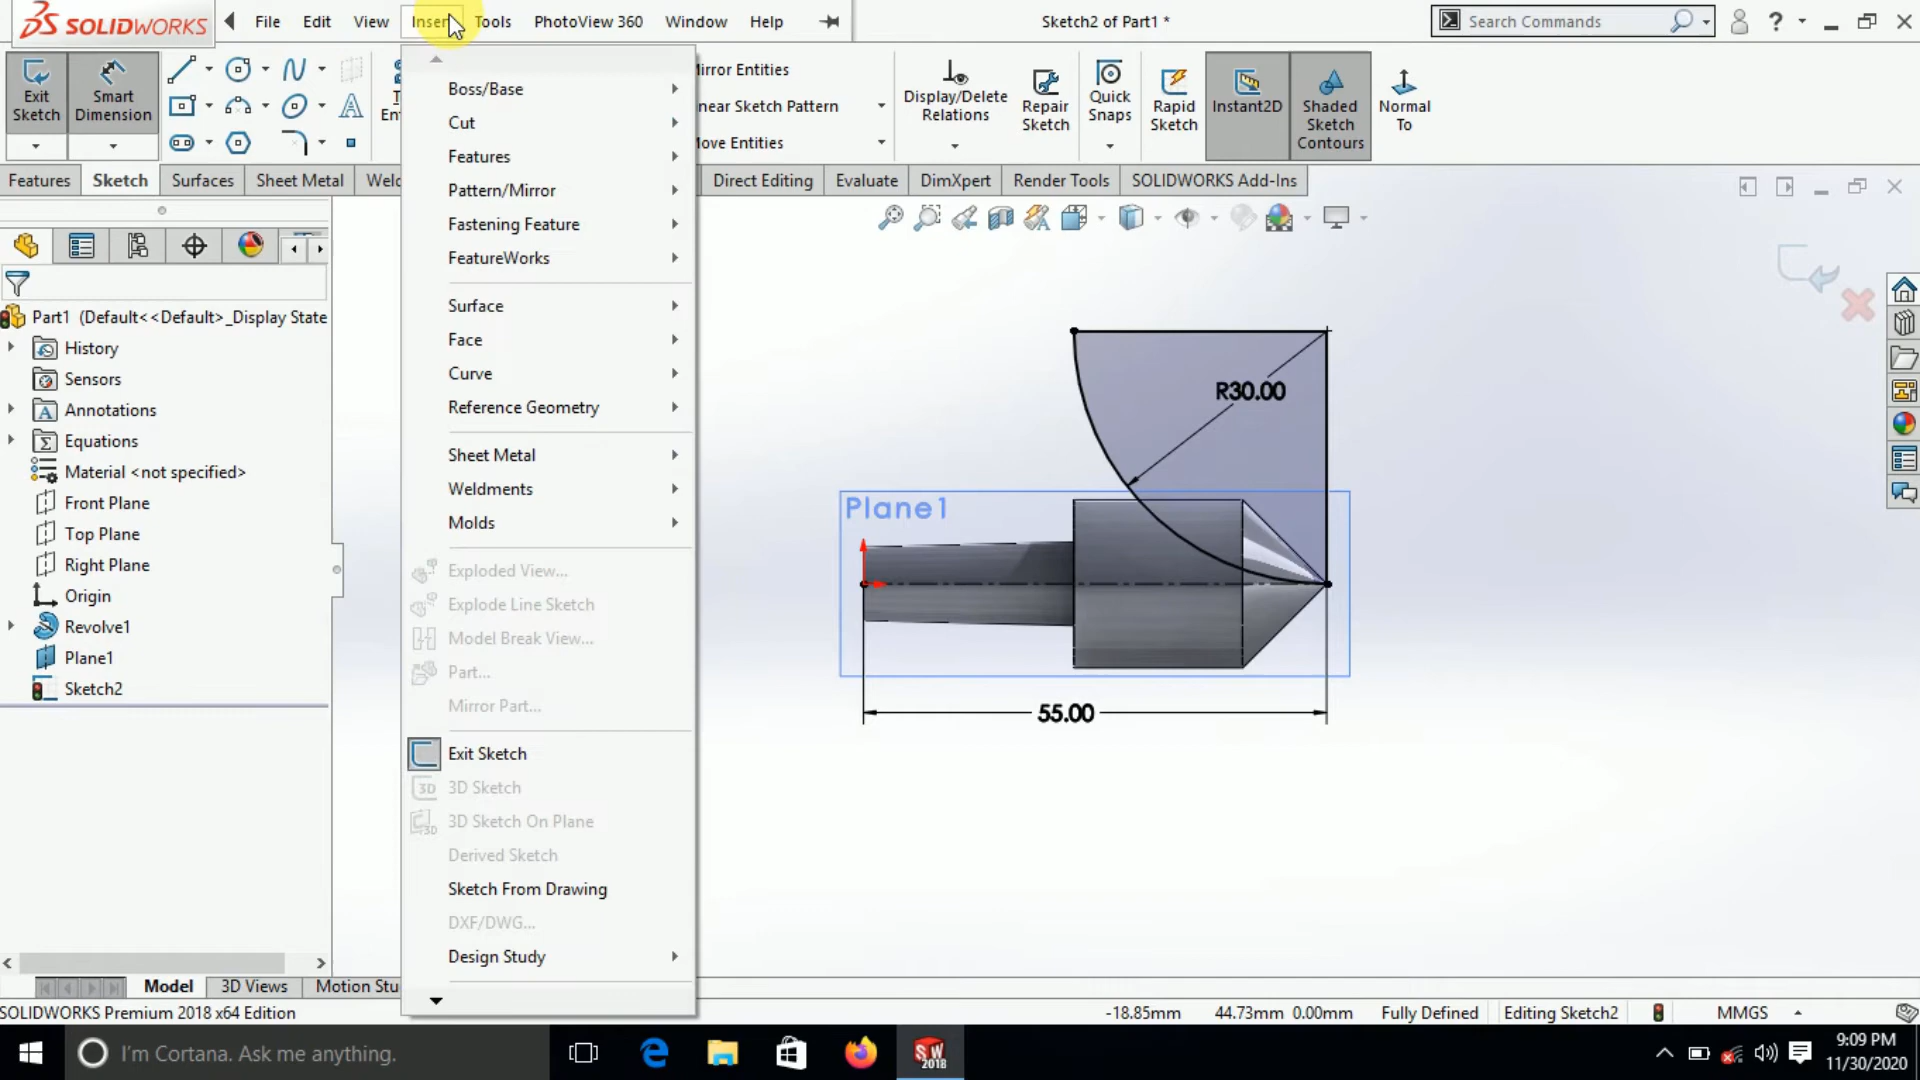 SOLIDWORKS
File
Edit
View
Insert
Tools
PhotoView 360
Window
Help
Sketch2 of Part1 *
Search Commands
Exit Sketch
Smart Dimension
Mirror Entities
Linear Sketch Pattern
Move Entities
Display/Delete Relations
Repair Sketch
Quick Snaps
Rapid Sketch
Instant2D
Shaded Sketch Contours
Normal To
Features
Sketch
Surfaces
Sheet Metal
Direct Editing
Evaluate
DimXpert
Render Tools
SOLIDWORKS Add-Ins
Boss/Base
Cut
Features
Pattern/Mirror
Fastening Feature
FeatureWorks
Surface
Face
Curve
Reference Geometry
Sheet Metal
Weldments
Molds
Exploded View...
Explode Line Sketch
Model Break View...
Part...
Mirror Part...
Exit Sketch
3D Sketch
3D Sketch On Plane
Derived Sketch
Sketch From Drawing
DXF/DWG...
Design Study
Part1 (Default<<Default>_Display State
History
Sensors
Annotations
Equations
Material <not specified>
Front Plane
Top Plane
Right Plane
Origin
Revolve1
Plane1
Sketch2
R30.00
Plane1
55.00
Model
3D Views
Motion Stu
SOLIDWORKS Premium 2018 x64 Edition
-18.85mm
44.73mm
0.00mm
Fully Defined
Editing Sketch2
MMGS
I'm Cortana. Ask me anything.
SW 2018
9:09 PM
11/30/2020